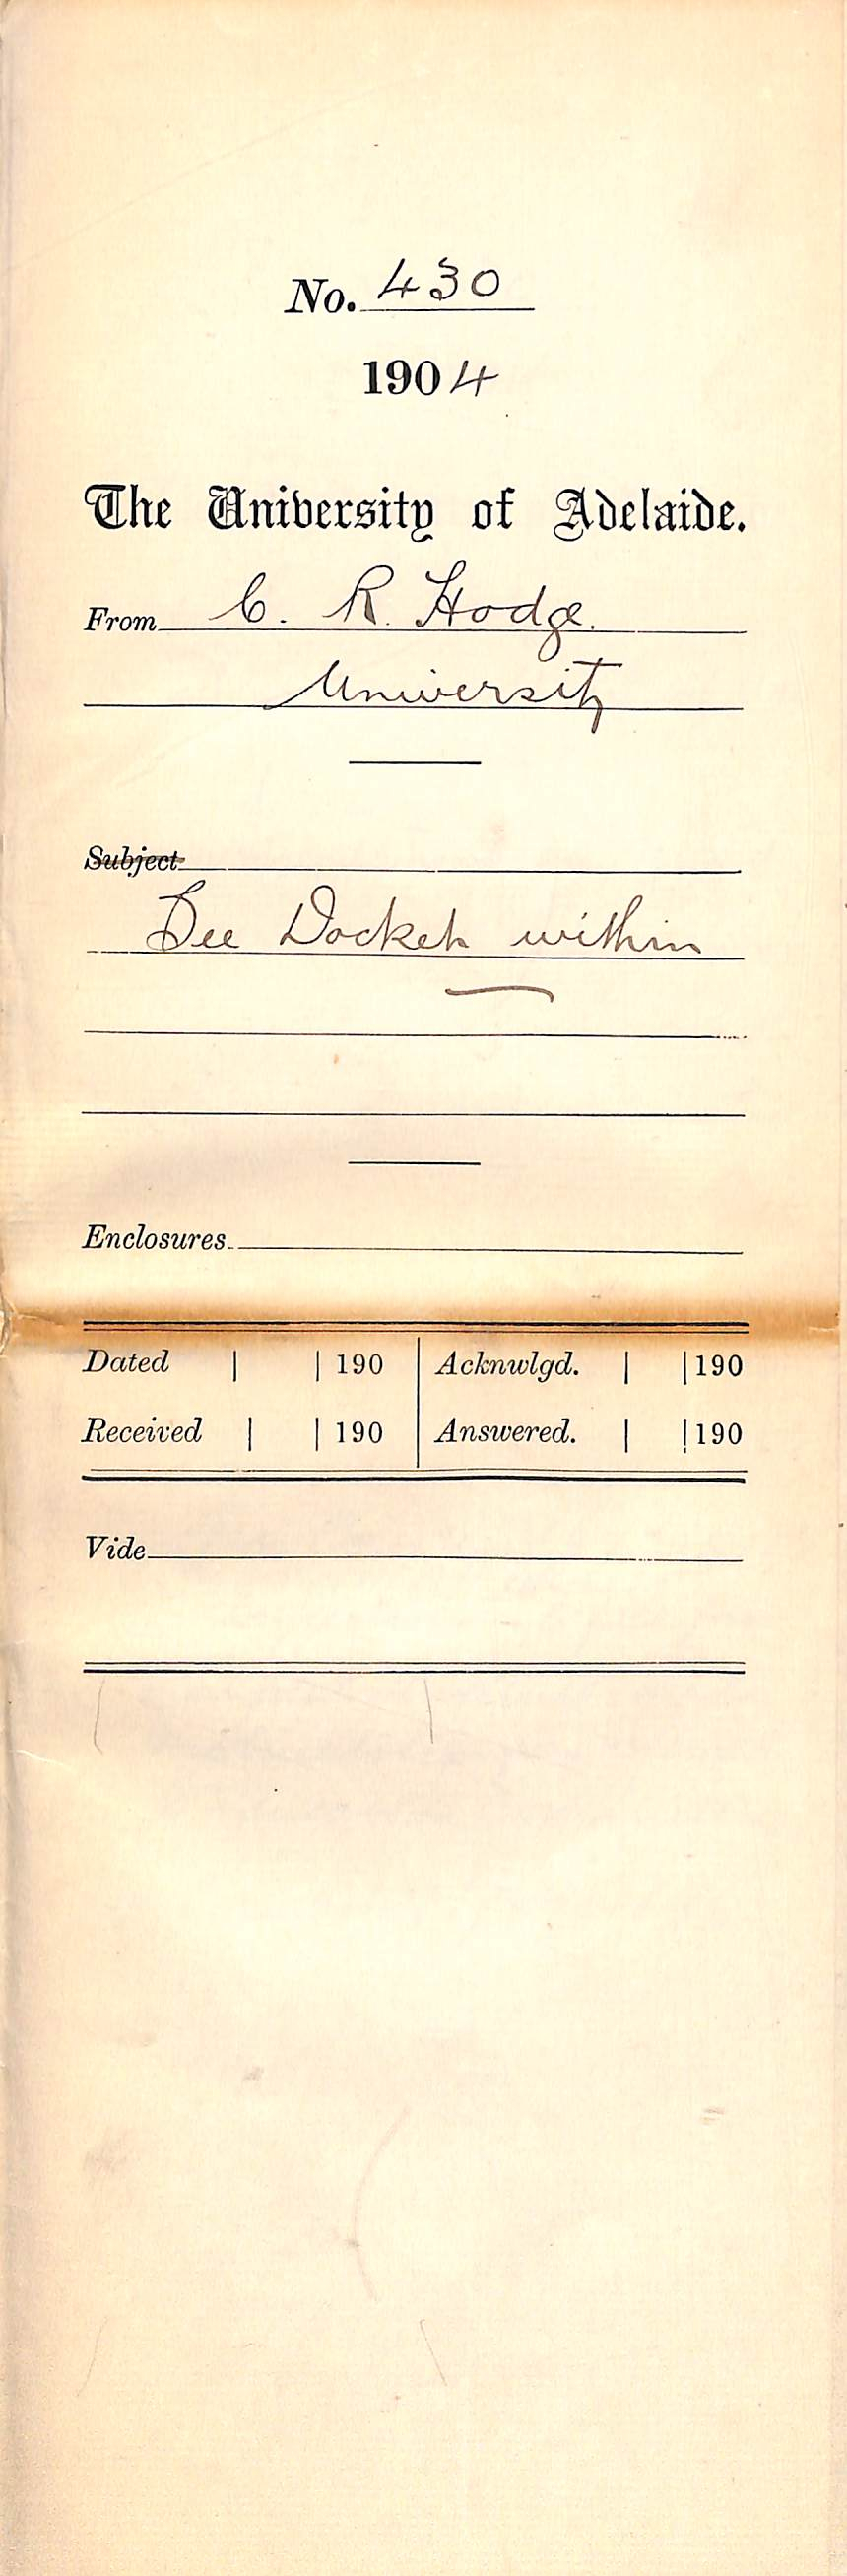 No. 430
1904
The University of Adelaide.
From C. R. Hodge.
University
Subject
See Docket within
Enclosures
Dated | | 190 | Acknwlgd. | | 190
Received | | 190 | Answered. | | 190
Vide